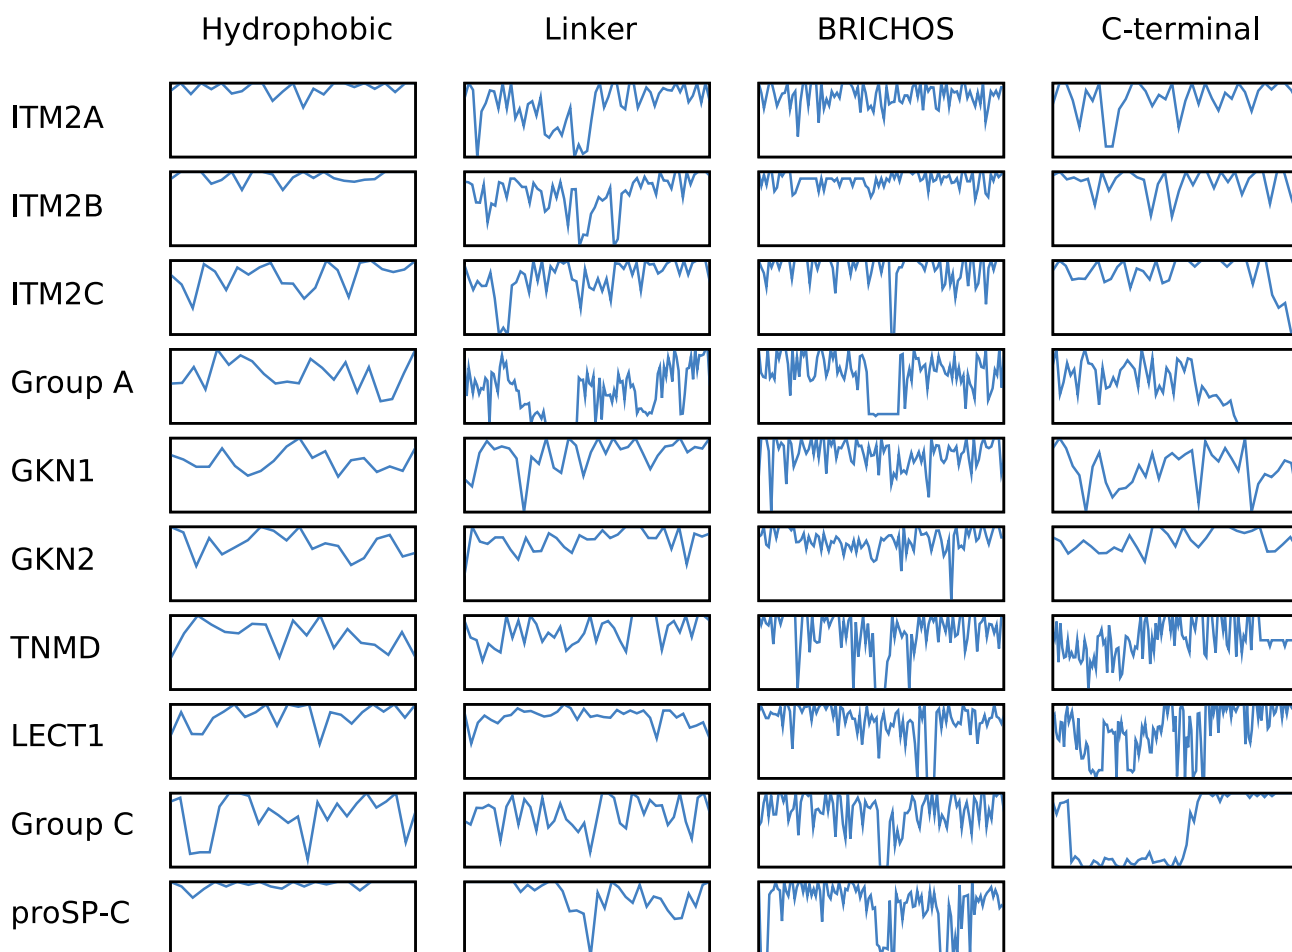 Hydrophobic Linker BRICHOS C-terminal
ITM2A
ITM2B
ITM2C
Group A
GKN1
GKN2
TNMD
LECT1
Group C
proSP-C